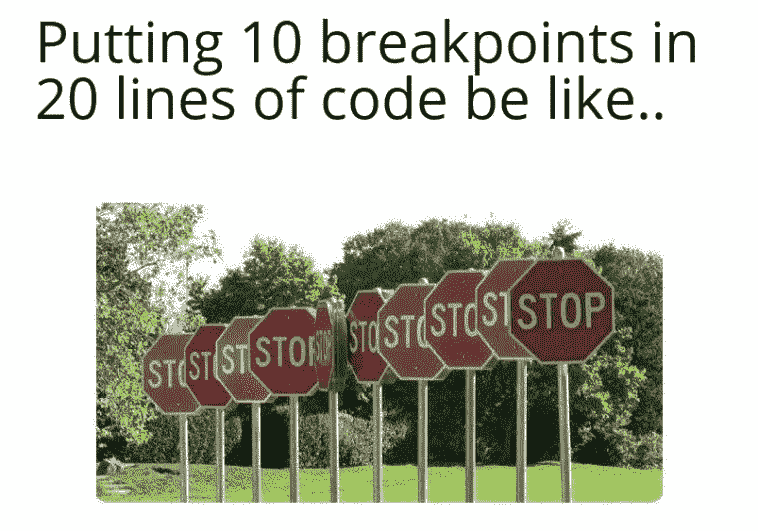 Putting 10 breakpoints in
20 lines of code be like..
STO
ST
ST
STOP
STO
STO
STO
ST
STOP